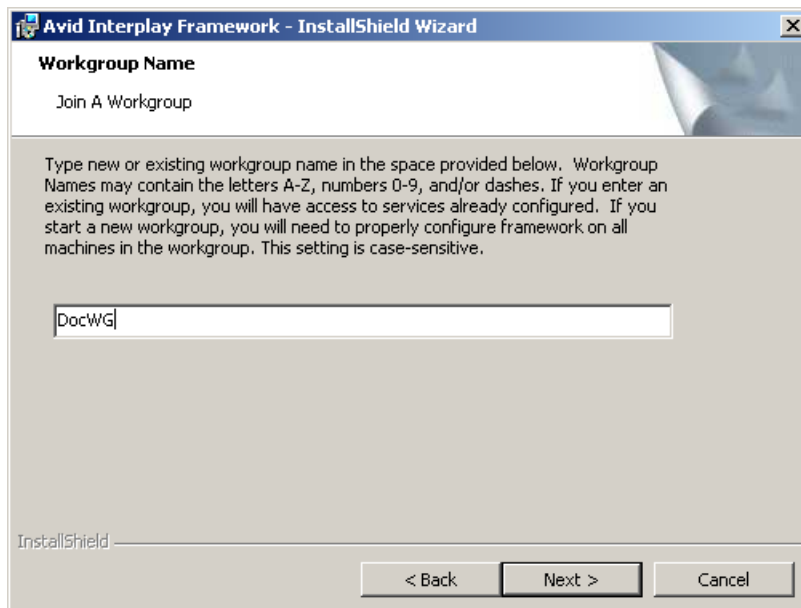 Avid Interplay Framework - InstallShield Wizard
Workgroup Name
Join A Workgroup
Type new or existing workgroup name in the space provided below.  Workgroup
Names may contain the letters A-Z, numbers 0-9, and/or dashes. If you enter an
existing workgroup, you will have access to services already configured.  If you
start a new workgroup, you will need to properly configure framework on all
machines in the workgroup. This setting is case-sensitive.
DocWG
InstallShield
< Back
Next >
Cancel